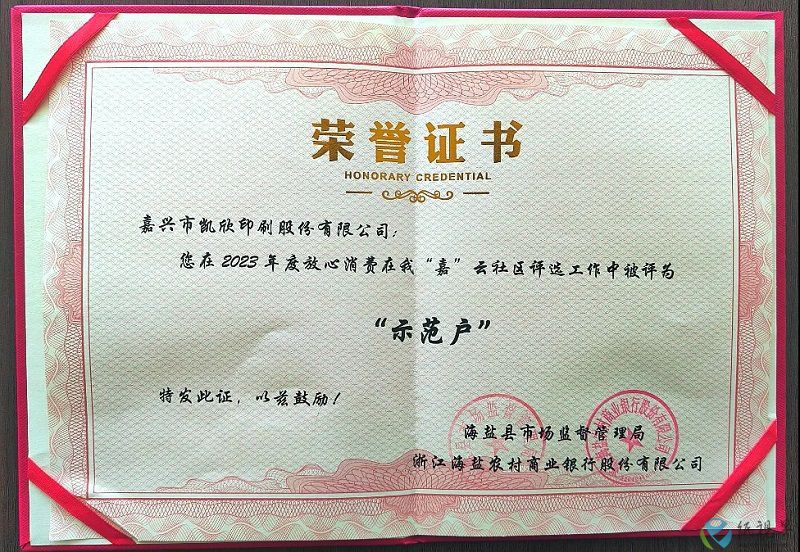 荣誉证书
HONORARY CREDENTIAL
嘉兴市凯欣印刷股份有限公司:
您在2023年度放心消费在我“嘉”云社区评选工作中被评为
“示范户”
特发此证，以兹鼓励!
海盐县市场监督管理局
浙江海盐农村商业银行股份有限公司